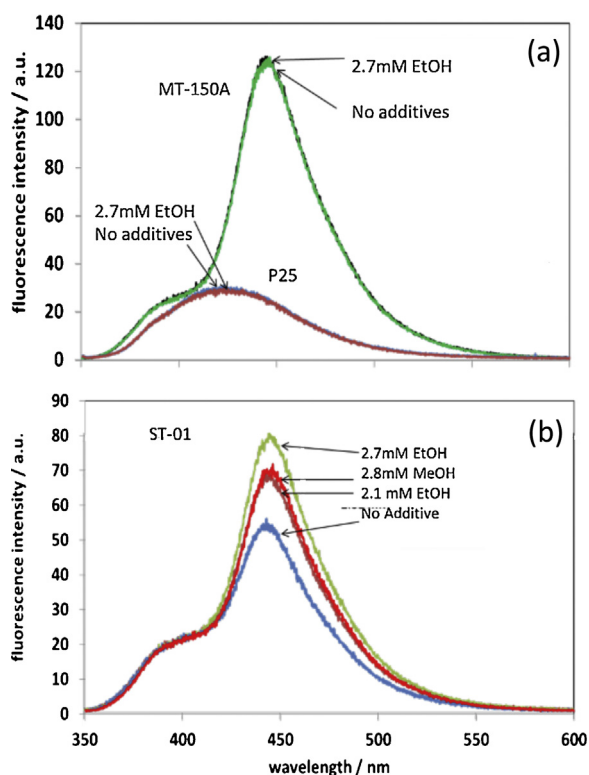 (a)
fluorescence intensity / a.u.
140
120
100
80
60
40
20
0
MT-150A
2.7mM EtOH
No additives
2.7mM EtOH
No additives
P25
400
450
500
(b)
fluorescence intensity / a.u.
90
80
70
60
50
40
30
20
10
0
ST-01
2.7mM EtOH
2.8mM MeOH
2.1 mM EtOH
No Additive
350
400
450
500
550
600
wavelength / nm